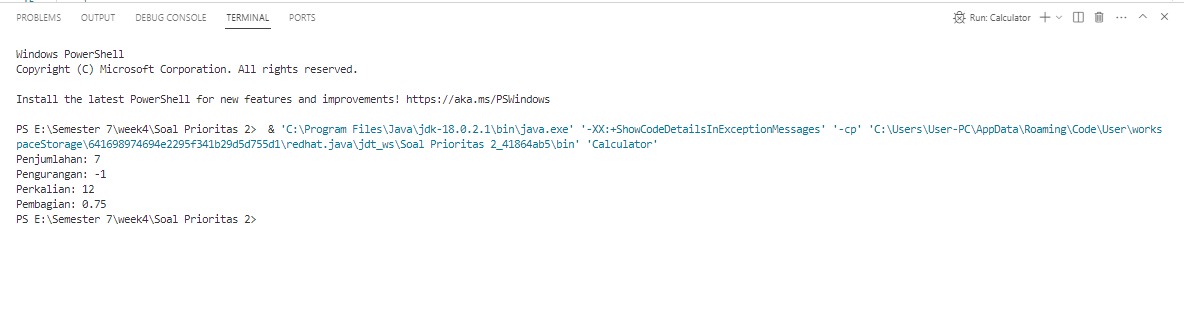 PROBLEMS OUTPUT DEBUG CONSOLE TERMINAL PORTS Run: Calculator
Windows PowerShell
Copyright (C) Microsoft Corporation. All rights reserved.
Install the latest PowerShell for new features and improvements! https://aka.ms/PSWindows
PS E:\Semester 7\week4\Soal Prioritas 2>  & 'C:\Program Files\Java\jdk-18.0.2.1\bin\java.exe' '-XX:+ShowCodeDetailsInExceptionMessages' '-cp' 'C:\Users\User-PC\AppData\Roaming\Code\User\works
paceStorage\641698974694e2295f341b29d5d755d1\redhat.java\jdt_ws\Soal Prioritas 2_41864ab5\bin' 'Calculator'
Penjumlahan: 7
Pengurangan: -1
Perkalian: 12
Pembagian: 0.75
PS E:\Semester 7\week4\Soal Prioritas 2>